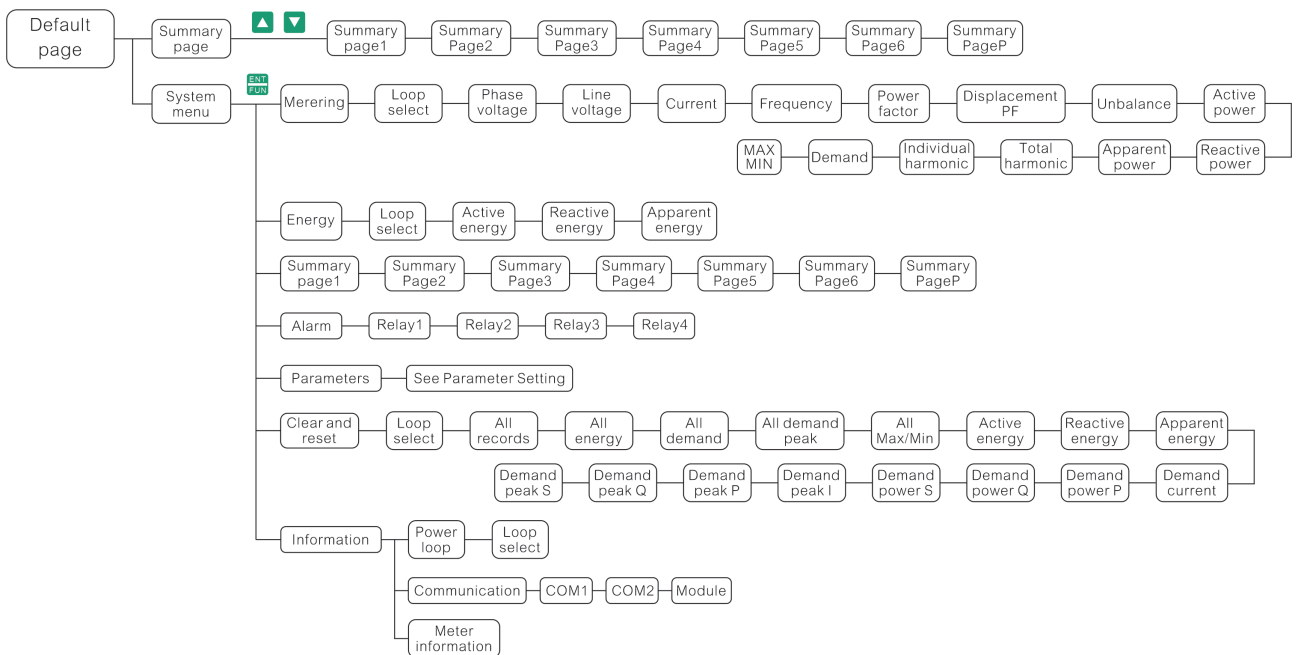 Default
page
Summary
page
Summary
page1
Summary
Page2
Summary
Page3
Summary
Page4
Summary
Page5
Summary
Page6
Summary
PageP
System
menu
ENT
FUN
Merering
Loop
select
Phase
voltage
Line
voltage
Current
Frequency
Power
factor
Displacement
PF
Unbalance
Active
power
MAX
MIN
Demand
Individual
harmonic
Total
harmonic
Apparent
power
Reactive
power
Energy
Loop
select
Active
energy
Reactive
energy
Apparent
energy
Summary
page1
Summary
Page2
Summary
Page3
Summary
Page4
Summary
Page5
Summary
Page6
Summary
PageP
Alarm
Relay1
Relay2
Relay3
Relay4
Parameters
See Parameter Setting
Clear and
reset
Loop
select
All
records
All
energy
All
demand
All demand
peak
All
Max/Min
Active
energy
Reactive
energy
Apparent
energy
Demand
peak S
Demand
peak Q
Demand
peak P
Demand
peak I
Demand
power S
Demand
power Q
Demand
power P
Demand
current
Information
Power
loop
Loop
select
Communication
COM1
COM2
Module
Meter
information